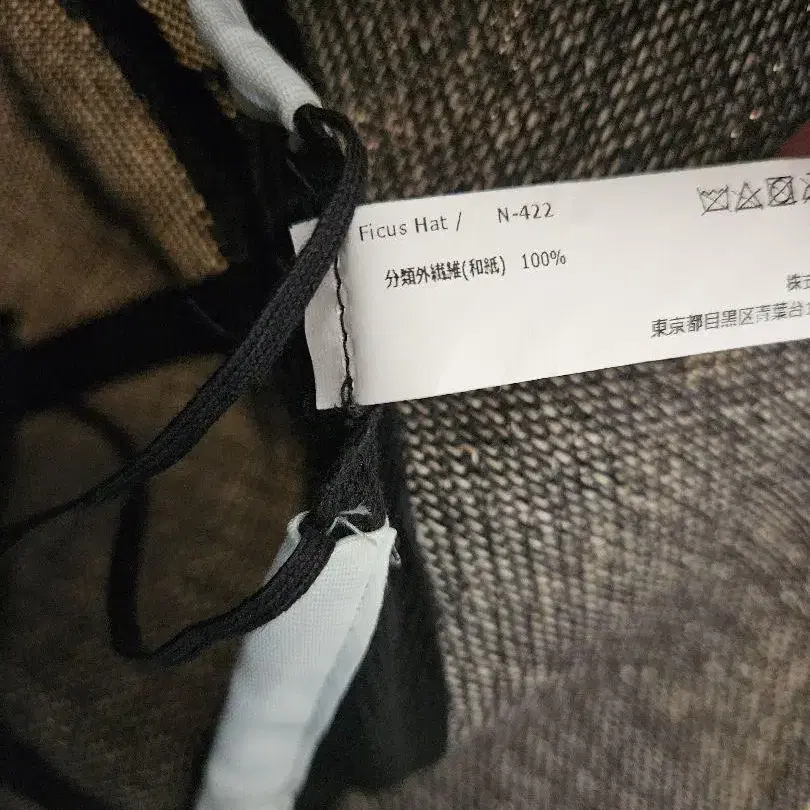 Ficus Hat / N-422
分類外繊維(和紙) 100%
株式
東京都目黒区青葉台